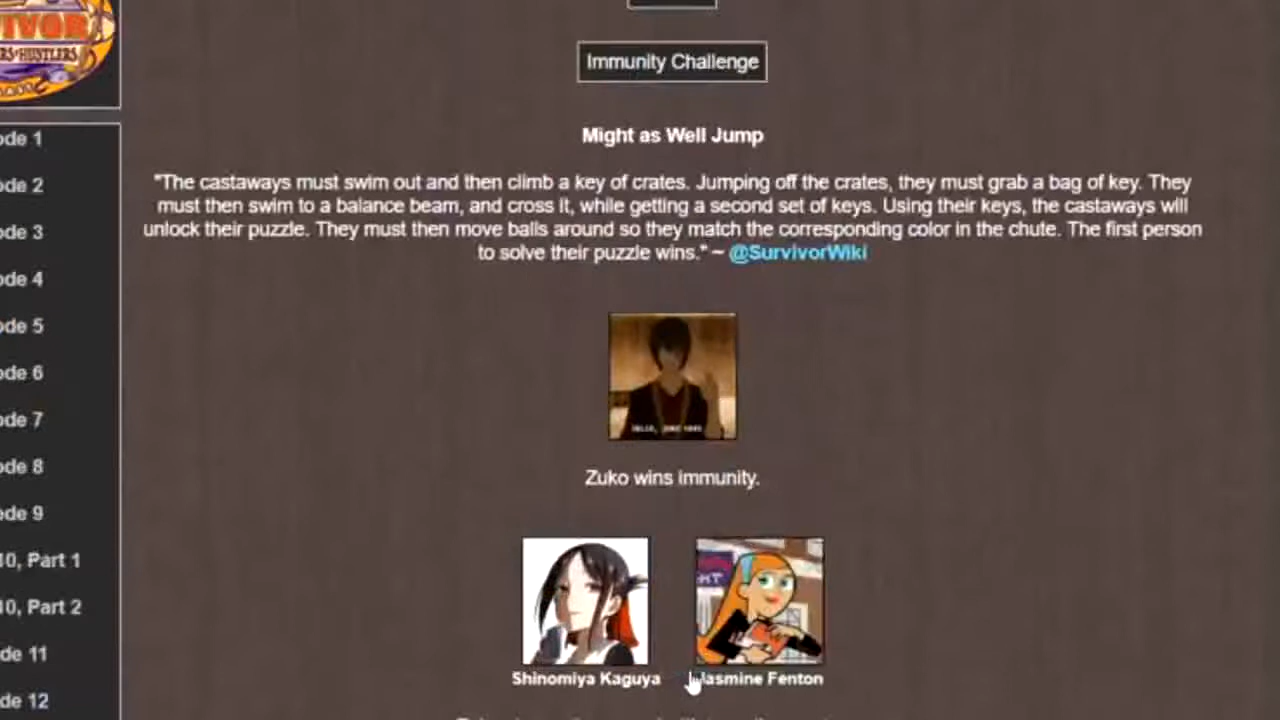 VIVOR
ERS HUSTLERS
Immunity Challenge
ode 1
ode 2
ode 3
ode 4
ode 5
ode 6
ode 7
ode 8
ode 9
10, Part 1
10, Part 2
de 11
de 12
Might as Well Jump
"The castaways must swim out and then climb a key of crates. Jumping off the crates, they must grab a bag of key. They
must then swim to a balance beam, and cross it, while getting a second set of keys. Using their keys, the castaways will
unlock their puzzle. They must then move balls around so they match the corresponding color in the chute. The first person
to solve their puzzle wins." ~ @SurvivorWiki
Zuko wins immunity.
Shinomiya Kaguya
Jasmine Fenton